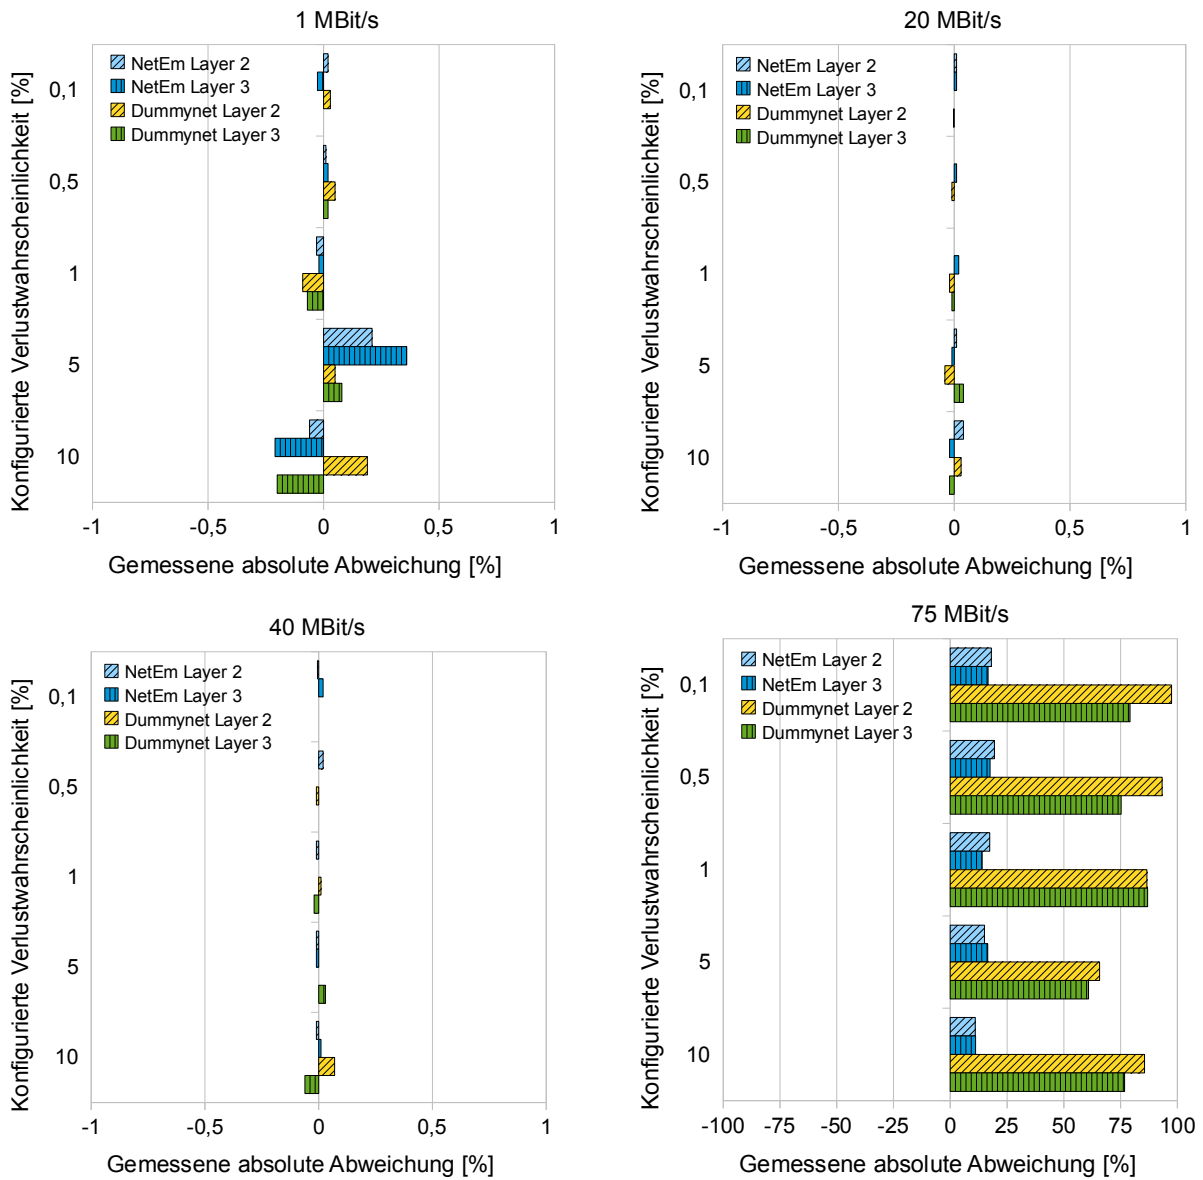 1 MBit/s
NetEm Layer 2
NetEm Layer 3
Dummynet Layer 2
Dummynet Layer 3
Konfigurierte Verlustwahrscheinlichkeit [%]
0,1
0,5
1
5
10
-1 -0,5 0 0,5 1
Gemessene absolute Abweichung [%]
20 MBit/s
NetEm Layer 2
NetEm Layer 3
Dummynet Layer 2
Dummynet Layer 3
Konfigurierte Verlustwahrscheinlichkeit [%]
0,1
0,5
1
5
10
-1 -0,5 0 0,5 1
Gemessene absolute Abweichung [%]
40 MBit/s
NetEm Layer 2
NetEm Layer 3
Dummynet Layer 2
Dummynet Layer 3
Konfigurierte Verlustwahrscheinlichkeit [%]
0,1
0,5
1
5
10
-1 -0,5 0 0,5 1
Gemessene absolute Abweichung [%]
75 MBit/s
NetEm Layer 2
NetEm Layer 3
Dummynet Layer 2
Dummynet Layer 3
Konfigurierte Verlustwahrscheinlichkeit [%]
0,1
0,5
1
5
10
-100 -75 -50 -25 0 25 50 75 100
Gemessene absolute Abweichung [%]